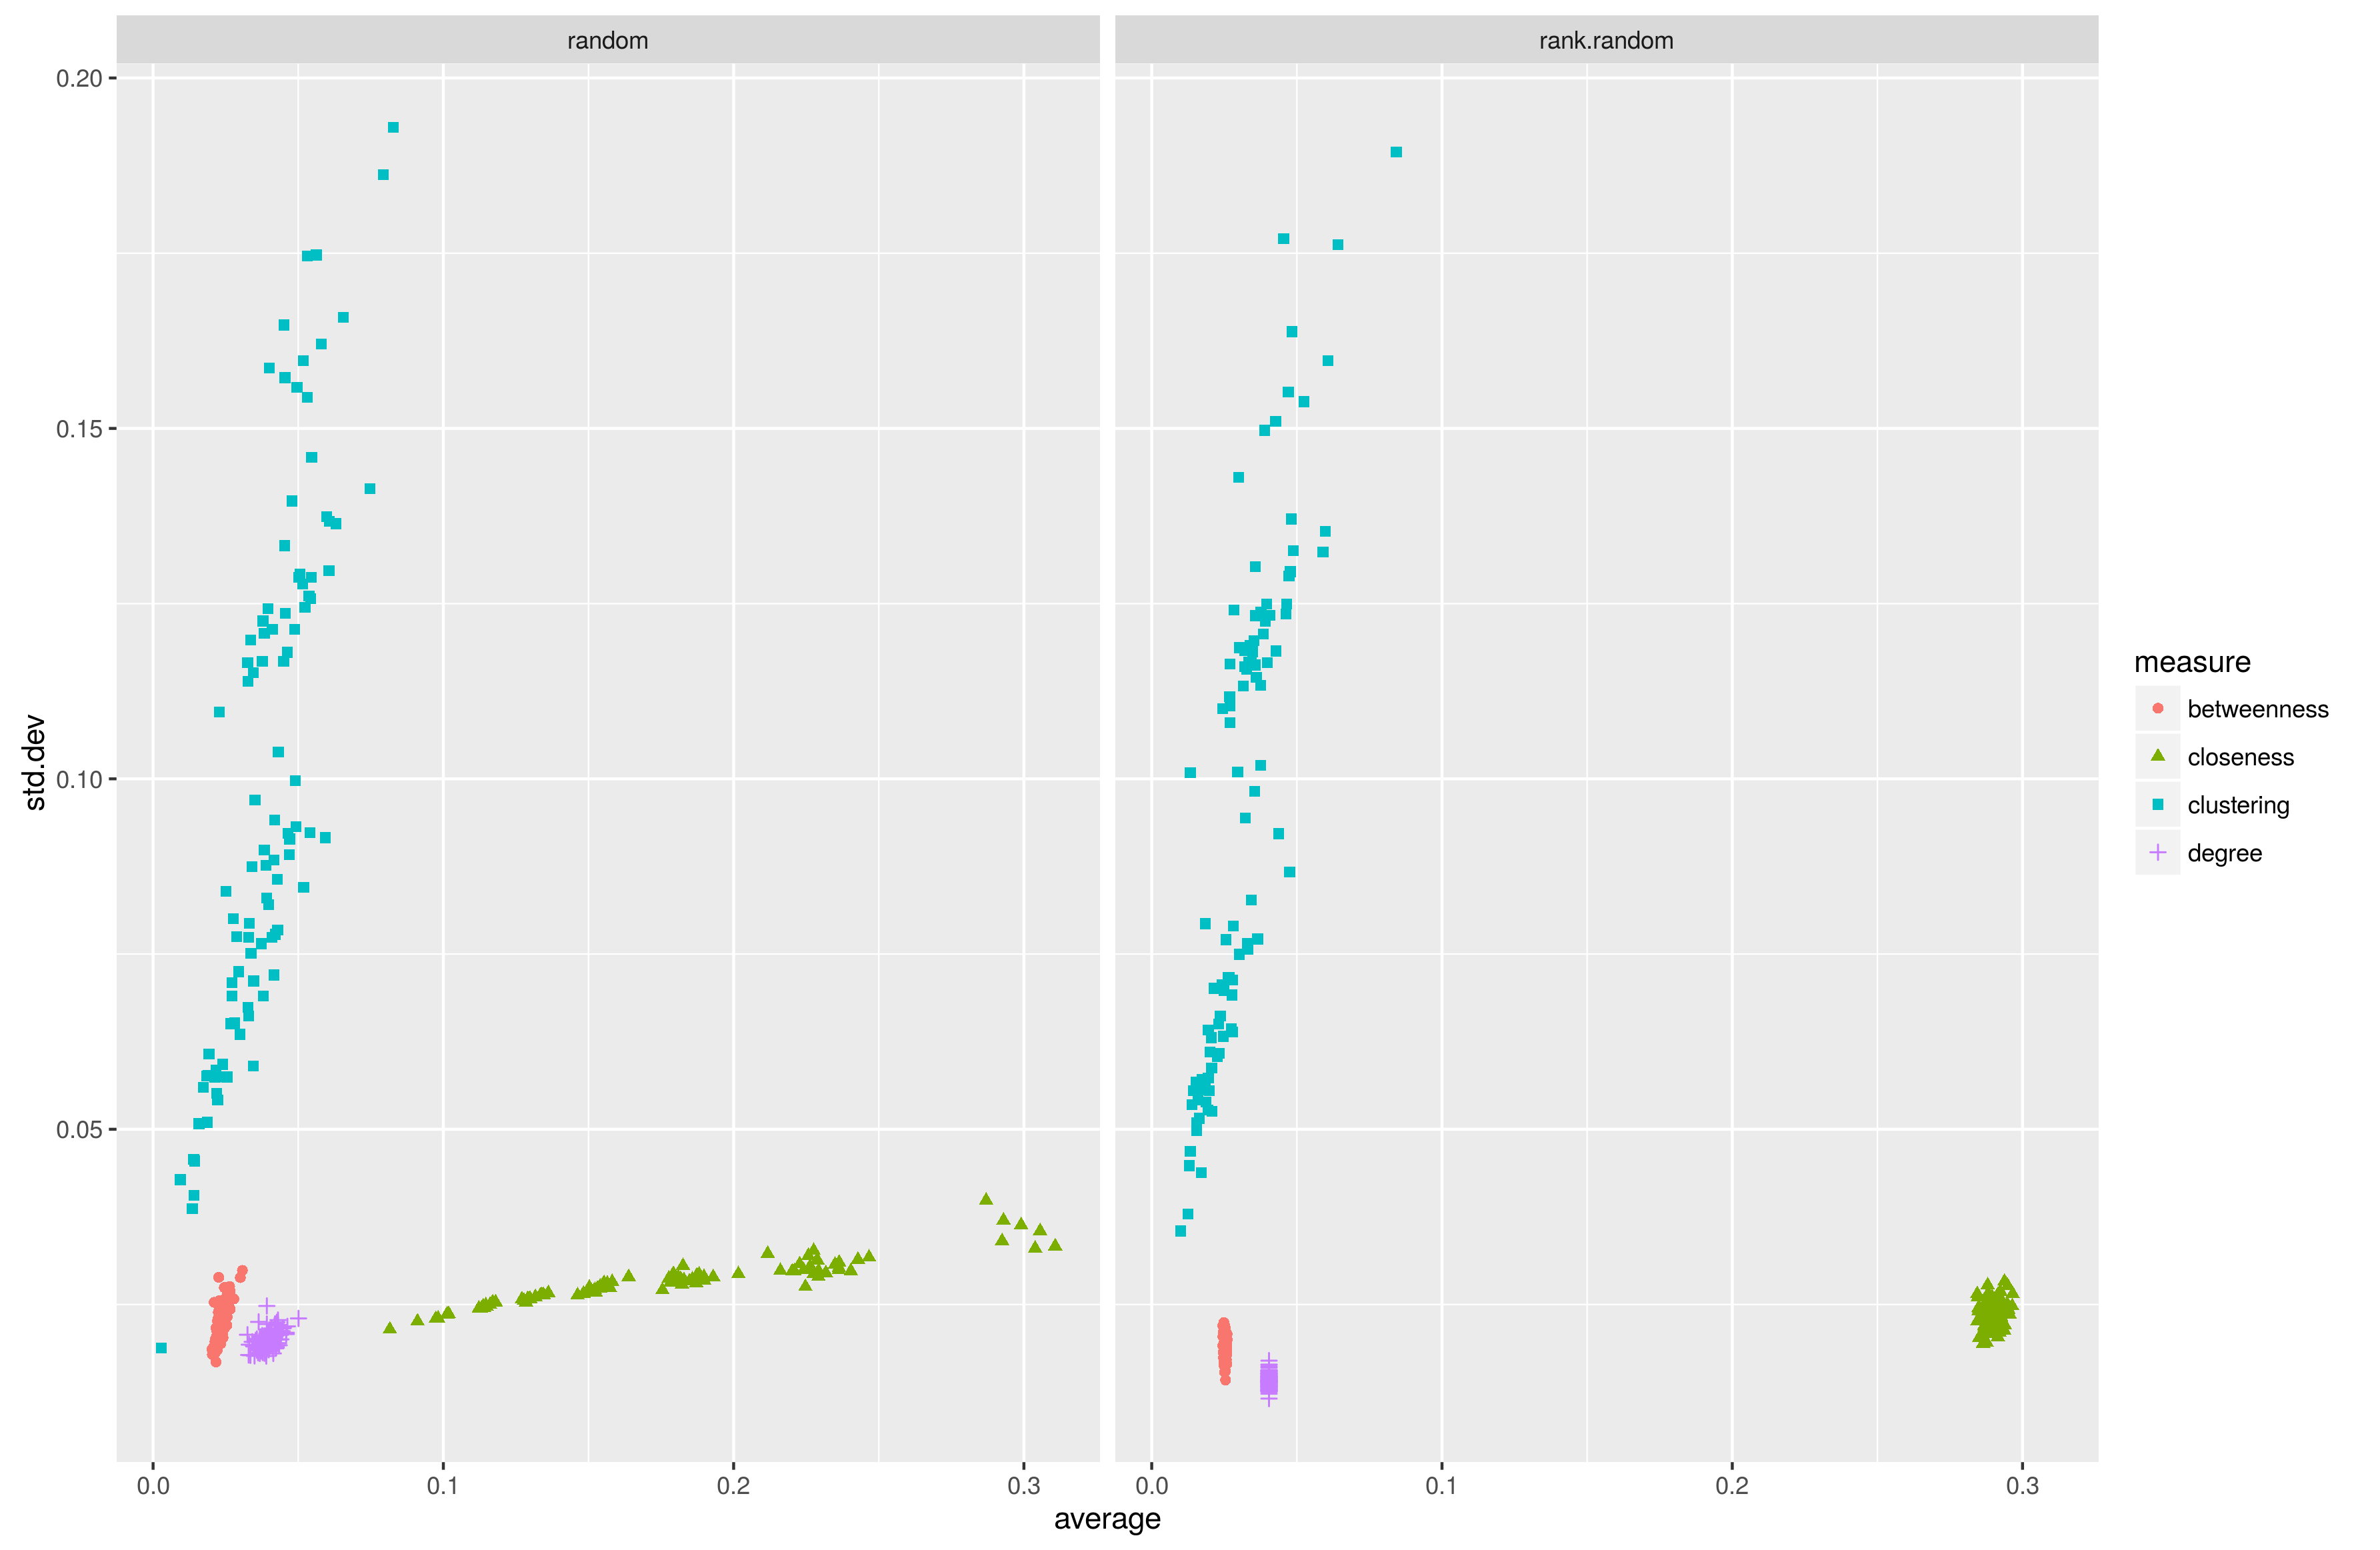 random
rank.random
0.20
0.15
0.10
0.05
std.dev
0.0 0.1 0.2 0.3
0.0 0.1 0.2 0.3
average
measure
betweenness
closeness
clustering
degree